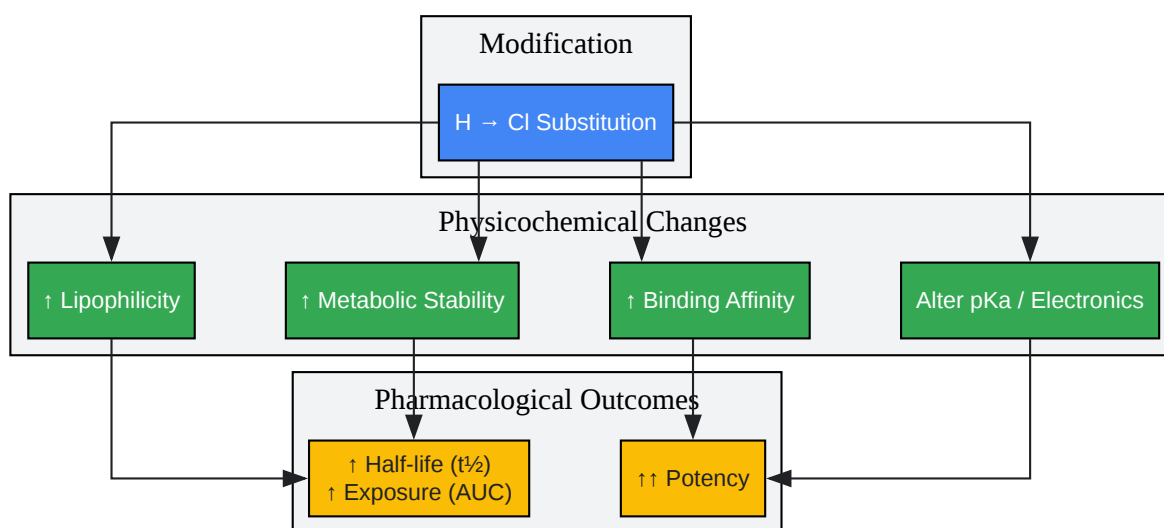 Modification
H → Cl Substitution
Physicochemical Changes
↑ Lipophilicity
↑ Metabolic Stability
↑ Binding Affinity
Alter pKa / Electronics
Pharmacological Outcomes
↑ Half-life (t½)
↑ Exposure (AUC)
↑↑ Potency